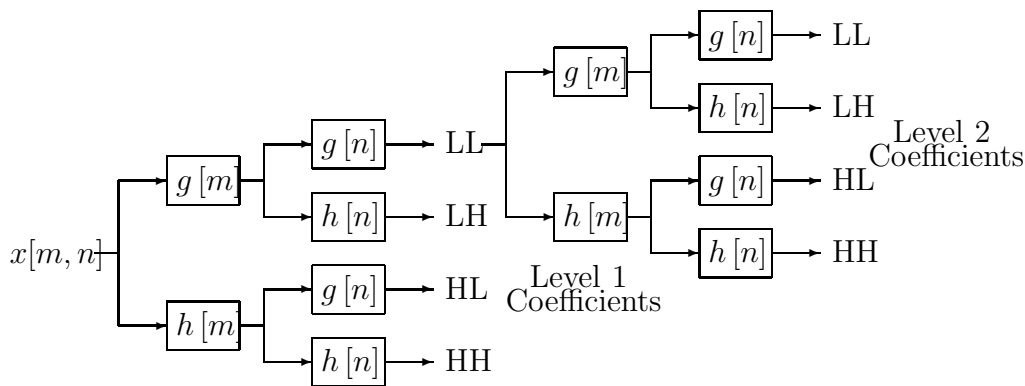 g[n] LL
g[m]
h[n] LH
Level 2
Coefficients
g[n] LL
g[m]
g[n] HL
h[n] LH
h[m]
x[m, n]
h[n] HH
g[n] HL
Level 1
Coefficients
h[m]
h[n] HH